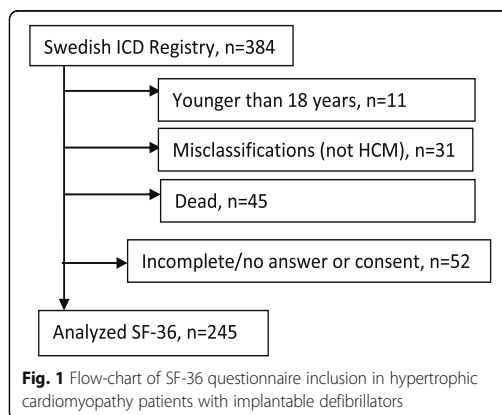 Swedish ICD Registry, n=384
Younger than 18 years, n=11
Misclassifications (not HCM), n=31
Dead, n=45
Incomplete/no answer or consent, n=52
Analyzed SF-36, n=245
Fig. 1 Flow-chart of SF-36 questionnaire inclusion in hypertrophic
cardiomyopathy patients with implantable defibrillators